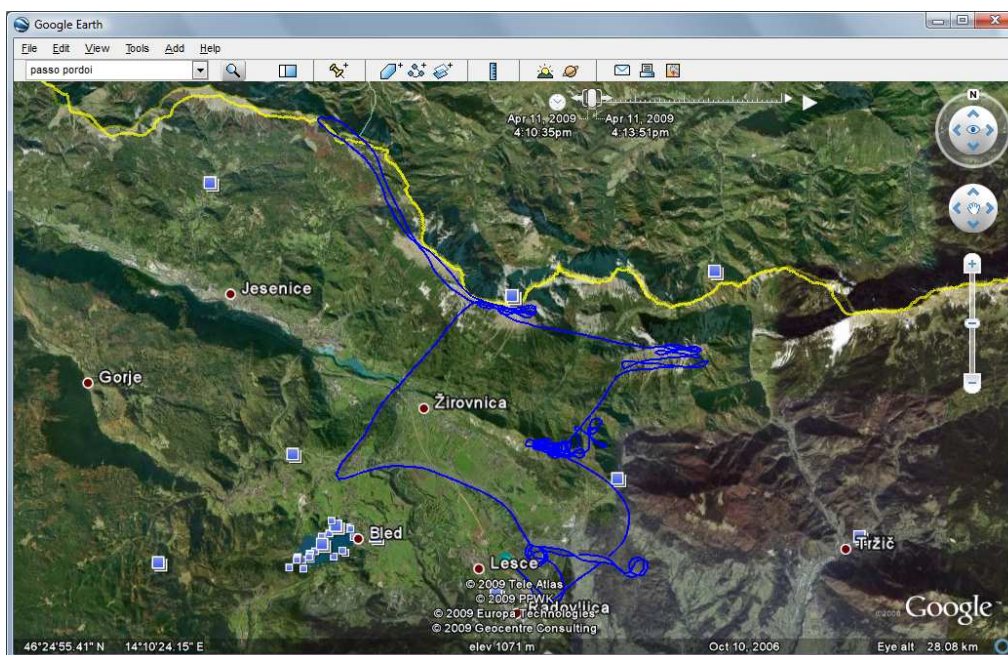 Google Earth
File Edit View Tools Add Help
passo pordoi
N
Apr 11, 2009 Apr 11, 2009
4:10:35pm 4:13:51pm
Jesenice
Gorje
Žirovnica
Bled
Lesce
Tržič
© 2009 Tele Atlas
© 2009 PPWK
Radovljica
© 2009 Europa Technologies
© 2009 Geocentre Consulting
©2008 Google
46°24'55.41" N 14°10'24.15" E elev 1071 m Oct 10, 2006 Eye alt 28.08 km